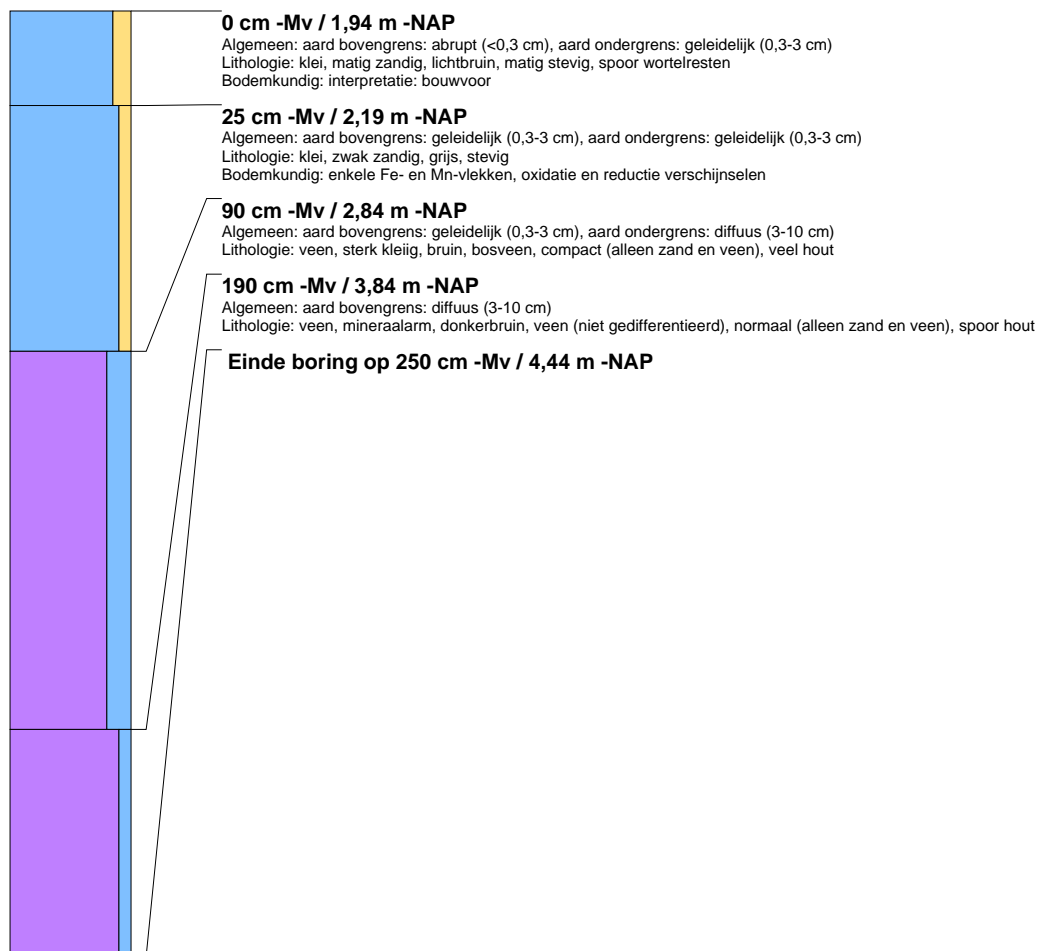 0 cm -Mv / 1,94 m -NAP
Algemeen: aard bovengrens: abrupt (<0,3 cm), aard ondergrens: geleidelijk (0,3-3 cm)
Lithologie: klei, matig zandig, lichtbruin, matig stevig, spoor wortelresten
Bodemkundig: interpretatie: bouwvoor
25 cm -Mv / 2,19 m -NAP
Algemeen: aard bovengrens: geleidelijk (0,3-3 cm), aard ondergrens: geleidelijk (0,3-3 cm)
Lithologie: klei, zwak zandig, grijs, stevig
Bodemkundig: enkele Fe- en Mn-vlekken, oxidatie en reductie verschijnselen
90 cm -Mv / 2,84 m -NAP
Algemeen: aard bovengrens: geleidelijk (0,3-3 cm), aard ondergrens: diffuus (3-10 cm)
Lithologie: veen, sterk kleiig, bruin, bosveen, compact (alleen zand en veen), veel hout
190 cm -Mv / 3,84 m -NAP
Algemeen: aard bovengrens: diffuus (3-10 cm)
Lithologie: veen, mineraalarm, donkerbruin, veen (niet gedifferentieerd), normaal (alleen zand en veen), spoor hout
Einde boring op 250 cm -Mv / 4,44 m -NAP